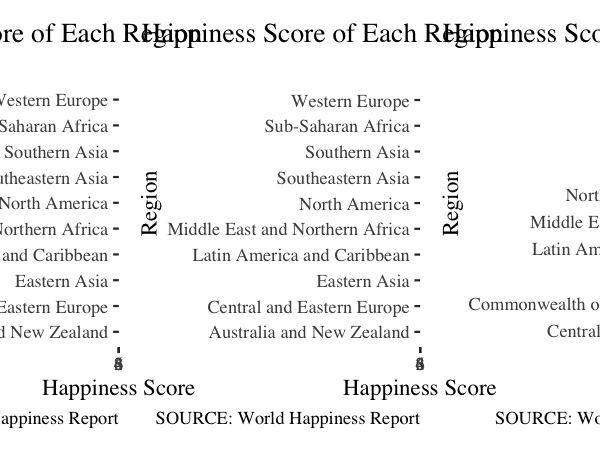 ore of Each Region
Happiness Score of Each Region
Happiness Sco
Western Europe
Saharan Africa
Southern Asia
utheastern Asia
North America
Northern Africa
and Caribbean
Eastern Asia
Eastern Europe
d New Zealand
Happiness Score
appiness Report
Region
Western Europe
Sub-Saharan Africa
Southern Asia
Southeastern Asia
North America
Middle East and Northern Africa
Latin America and Caribbean
Eastern Asia
Central and Eastern Europe
Australia and New Zealand
Happiness Score
SOURCE: World Happiness Report
Region
Nort
Middle E
Latin Am
Commonwealth o
Central
SOURCE: Wo